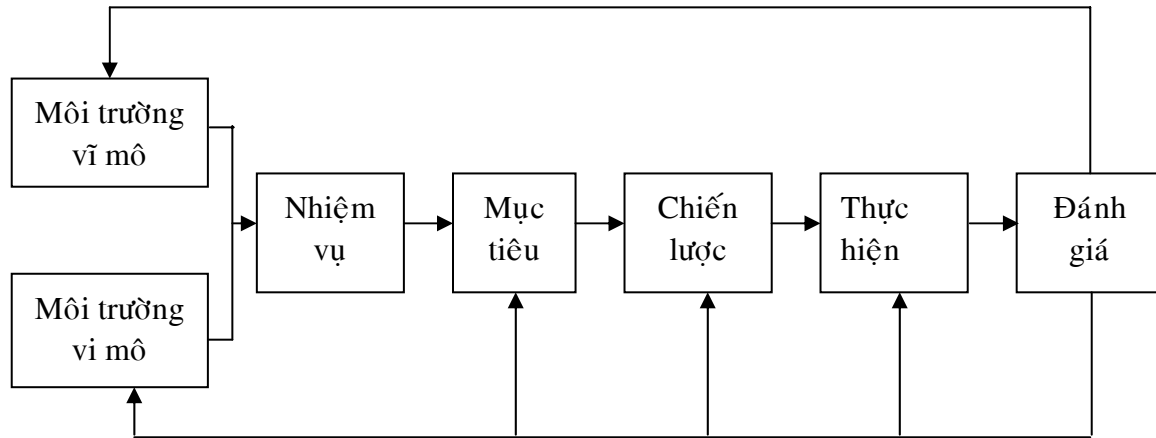 Môi trường
vĩ mô
Môi trường
vi mô
Nhiệm
vụ
Mục
tiêu
Chiến
lược
Thực
hiện
Đánh
giá